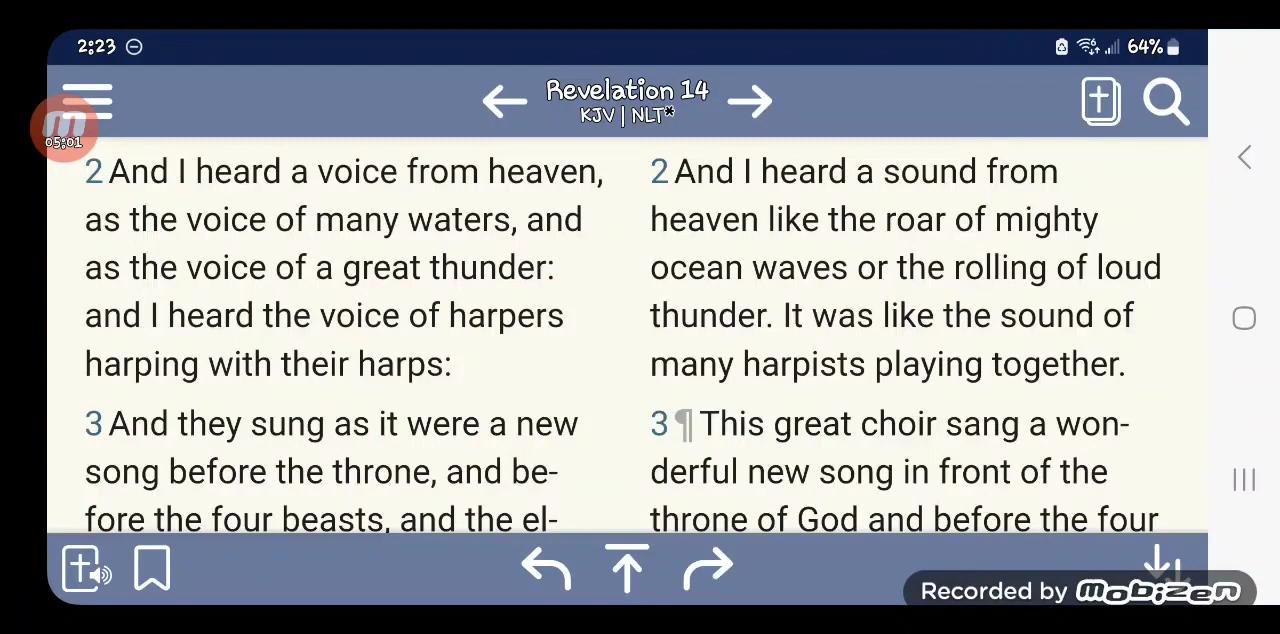 2:23
64%
Revelation 14
KJV | NLT*
05:01
2 And I heard a voice from heaven,
as the voice of many waters, and
as the voice of a great thunder:
and I heard the voice of harpers
harping with their harps:
3 And they sung as it were a new
song before the throne, and be-
fore the four beasts, and the el-
2 And I heard a sound from
heaven like the roar of mighty
ocean waves or the rolling of loud
thunder. It was like the sound of
many harpists playing together.
3 ¶ This great choir sang a won-
derful new song in front of the
throne of God and before the four
Recorded by mobizen